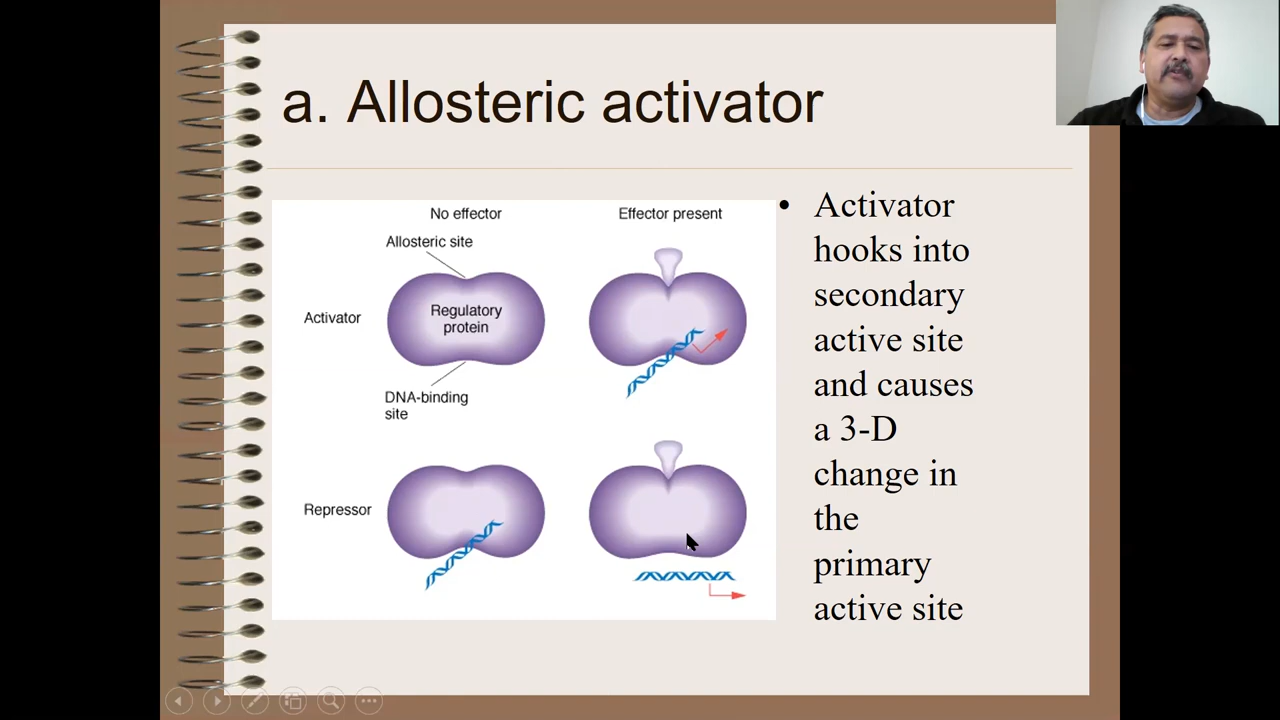 a. Allosteric activator
No effector
Effector present
Allosteric site
Activator
Regulatory
protein
DNA-binding
site
Repressor
• Activator
hooks into
secondary
active site
and causes
a 3-D
change in
the
primary
active site